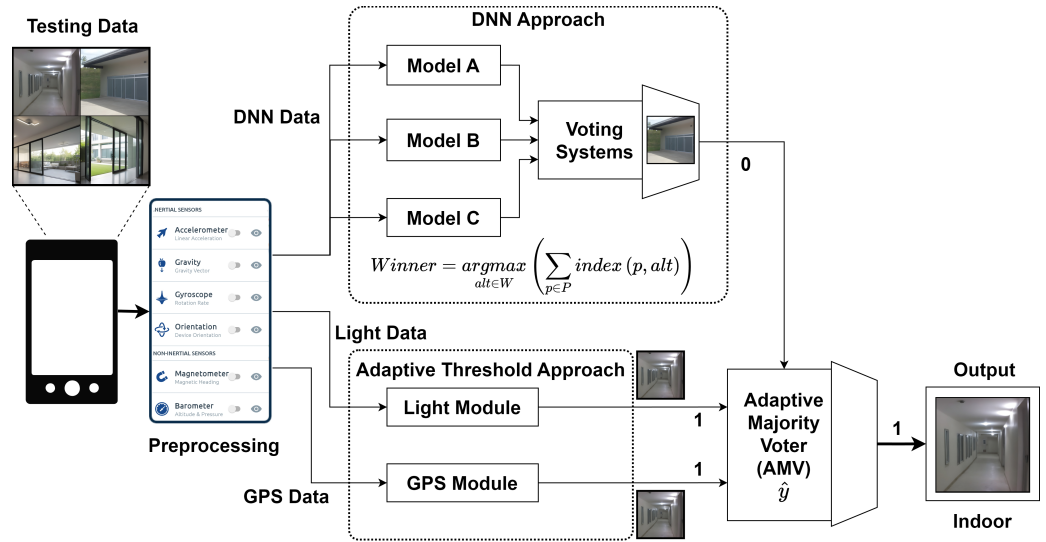 Testing Data
DNN Approach
DNN Data
Model A
Model B
Model C
Voting
Systems
0
Winner = argmax ( ∑ index (p, alt) )
alt∈W p∈P
INERTIAL SENSORS
Accelerometer
Linear Acceleration
Gravity
Gravity Vector
Gyroscope
Rotation Rate
Orientation
Device Orientation
NON-INERTIAL SENSORS
Magnetometer
Magnetic Heading
Barometer
Altitude & Pressure
Preprocessing
Light Data
Adaptive Threshold Approach
Light Module
1
GPS Data
GPS Module
1
Adaptive
Majority
Voter
(AMV)
ŷ
1
Output
Indoor